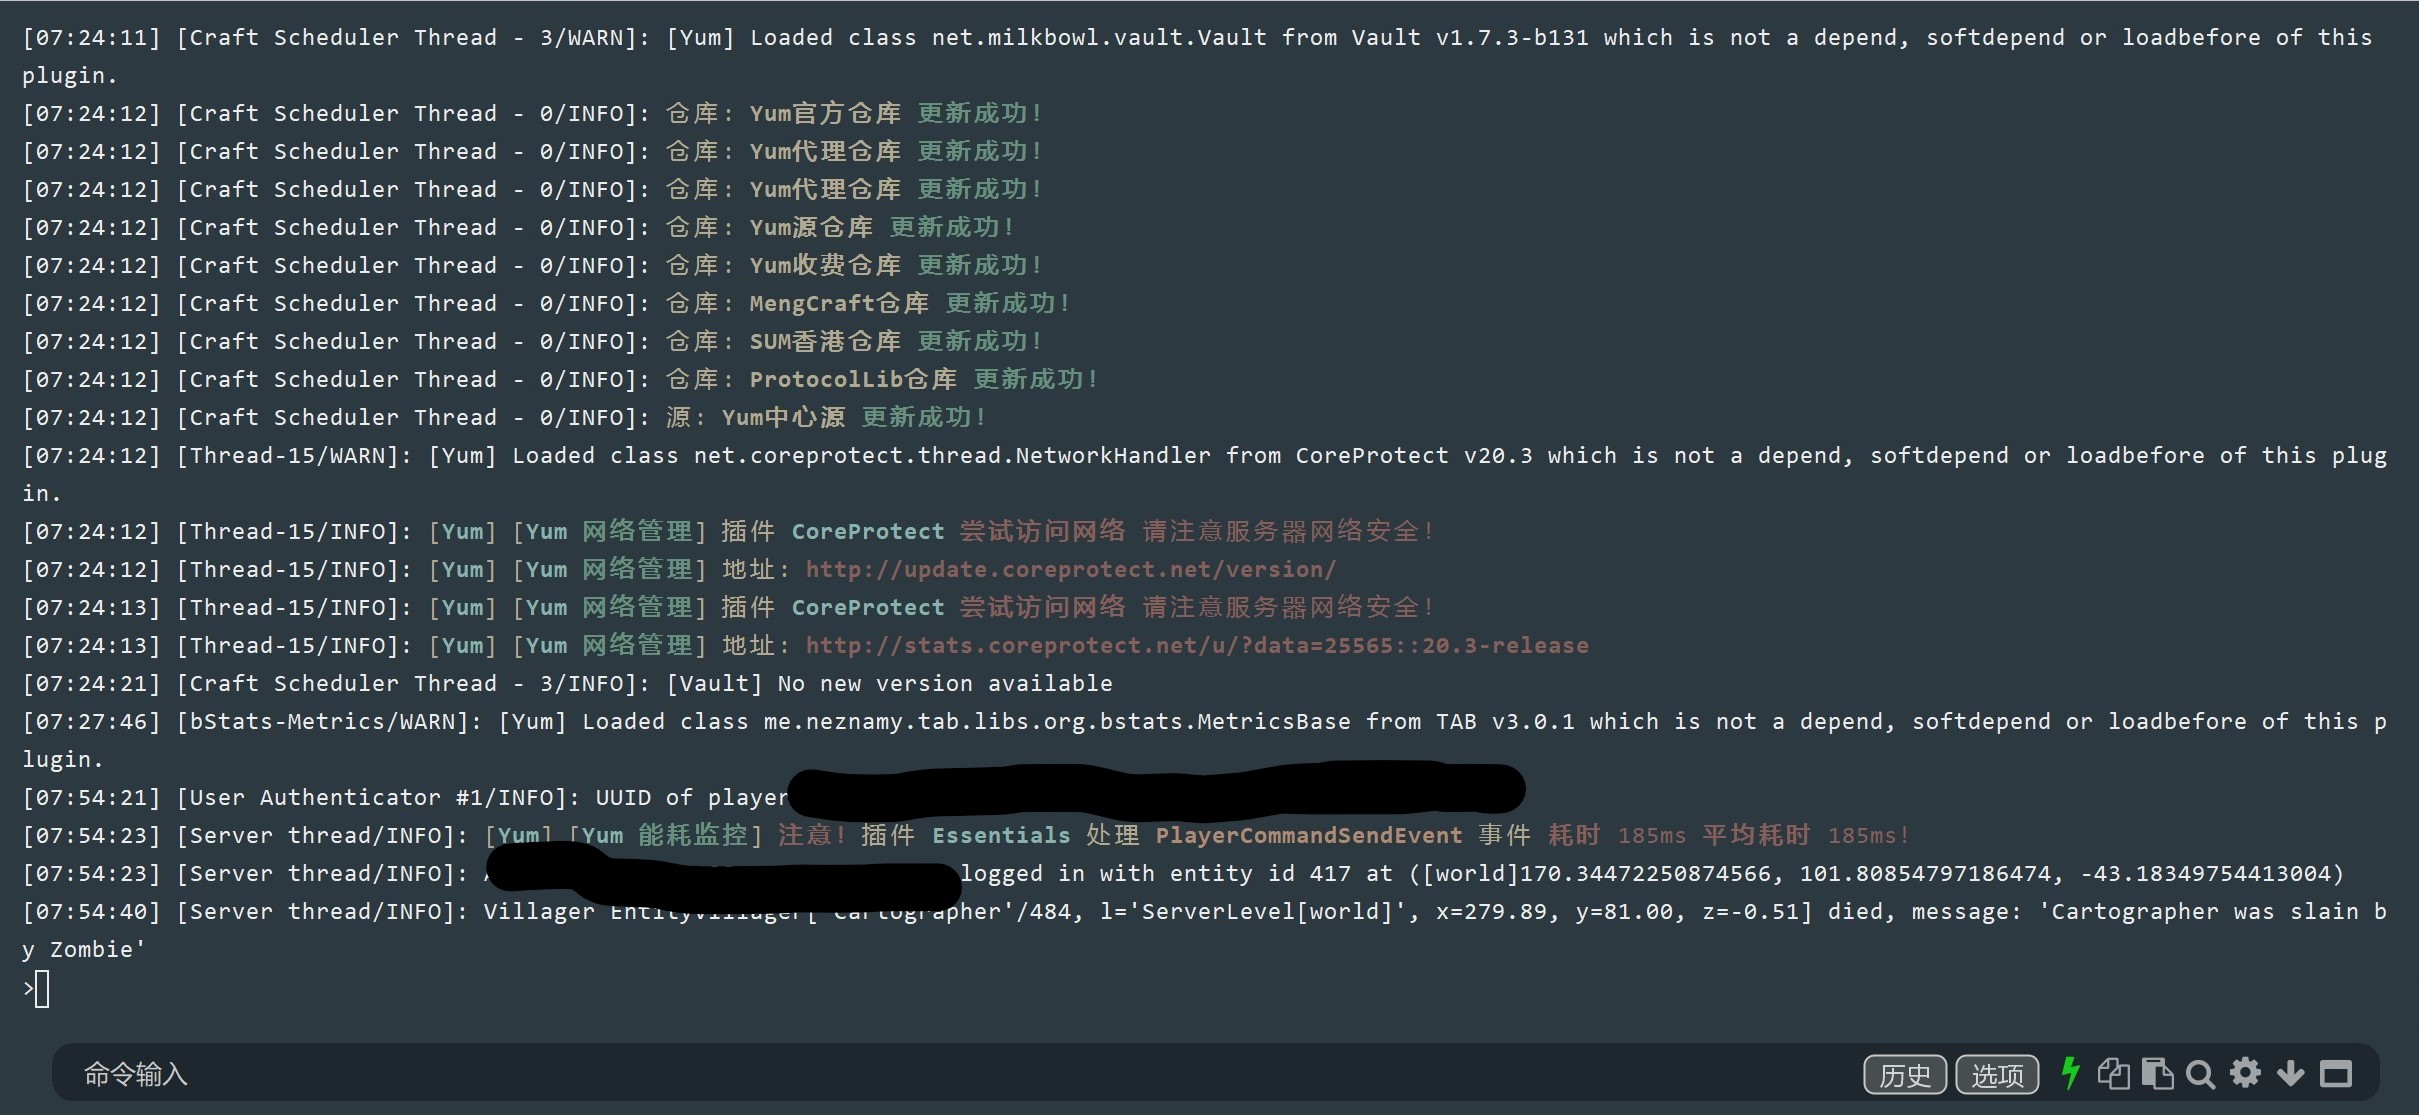 [07:24:11] [Craft Scheduler Thread - 3/WARN]: [Yum] Loaded class net.milkbowl.vault.Vault from Vault v1.7.3-b131 which is not a depend, softdepend or loadbefore of this
plugin.
[07:24:12] [Craft Scheduler Thread - 0/INFO]: 仓库: Yum官方仓库 更新成功!
[07:24:12] [Craft Scheduler Thread - 0/INFO]: 仓库: Yum代理仓库 更新成功!
[07:24:12] [Craft Scheduler Thread - 0/INFO]: 仓库: Yum代理仓库 更新成功!
[07:24:12] [Craft Scheduler Thread - 0/INFO]: 仓库: Yum源仓库 更新成功!
[07:24:12] [Craft Scheduler Thread - 0/INFO]: 仓库: Yum收费仓库 更新成功!
[07:24:12] [Craft Scheduler Thread - 0/INFO]: 仓库: MengCraft仓库 更新成功!
[07:24:12] [Craft Scheduler Thread - 0/INFO]: 仓库: SUM香港仓库 更新成功!
[07:24:12] [Craft Scheduler Thread - 0/INFO]: 仓库: ProtocolLib仓库 更新成功!
[07:24:12] [Craft Scheduler Thread - 0/INFO]: 源: Yum中心源 更新成功!
[07:24:12] [Thread-15/WARN]: [Yum] Loaded class net.coreprotect.thread.NetworkHandler from CoreProtect v20.3 which is not a depend, softdepend or loadbefore of this plug
in.
[07:24:12] [Thread-15/INFO]: [Yum] [Yum 网络管理] 插件 CoreProtect 尝试访问网络 请注意服务器网络安全!
[07:24:12] [Thread-15/INFO]: [Yum] [Yum 网络管理] 地址: http://update.coreprotect.net/version/
[07:24:13] [Thread-15/INFO]: [Yum] [Yum 网络管理] 插件 CoreProtect 尝试访问网络 请注意服务器网络安全!
[07:24:13] [Thread-15/INFO]: [Yum] [Yum 网络管理] 地址: http://stats.coreprotect.net/u/?data=25565::20.3-release
[07:24:21] [Craft Scheduler Thread - 3/INFO]: [Vault] No new version available
[07:27:46] [bStats-Metrics/WARN]: [Yum] Loaded class me.neznamy.tab.libs.org.bstats.MetricsBase from TAB v3.0.1 which is not a depend, softdepend or loadbefore of this p
lugin.
[07:54:21] [User Authenticator #1/INFO]: UUID of player
[07:54:23] [Server thread/INFO]: [Yum] [Yum 能耗监控] 注意! 插件 Essentials 处理 PlayerCommandSendEvent 事件 耗时 185ms 平均耗时 185ms!
[07:54:23] [Server thread/INFO]: logged in with entity id 417 at ([world]170.34472250874566, 101.80854797186474, -43.18349754413004)
[07:54:40] [Server thread/INFO]: Villager EntityVillager['Cartographer'/484, l='ServerLevel[world]', x=279.89, y=81.00, z=-0.51] died, message: 'Cartographer was slain b
y Zombie'
>
命令输入 历史 选项